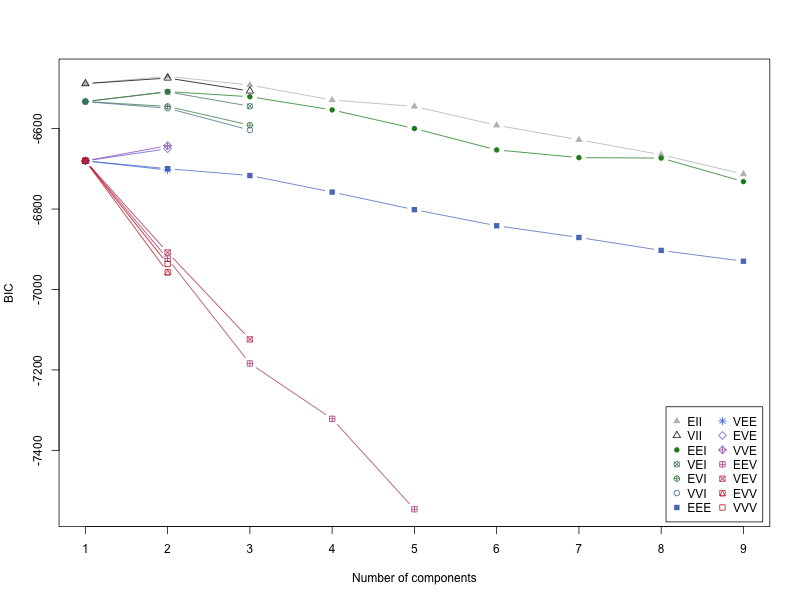 -6600
-6800
-7000
-7200
-7400
BIC
1 2 3 4 5 6 7 8 9
Number of components
EII VEE
VII EVE
EEI VVE
VEI EEV
EVI VEV
VVI EVV
EEE VVV